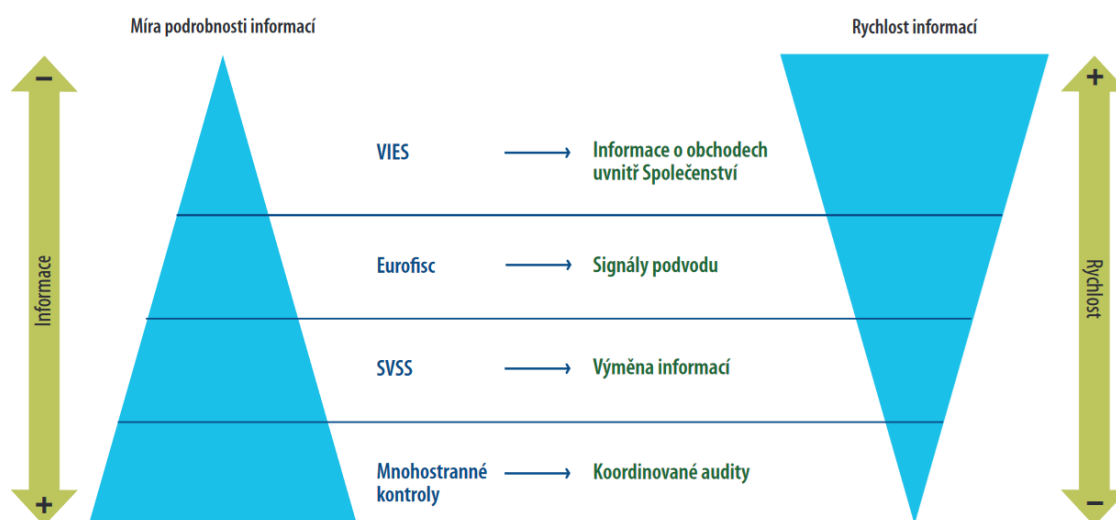 Míra podrobnosti informací
Rychlost informací
−
+
VIES
Informace o obchodech
uvnitř Společenství
Eurofisc
Signály podvodu
Informace
Rychlost
SVSS
Výměna informací
Mnohostranné
kontroly
Koordinované audity
+
−